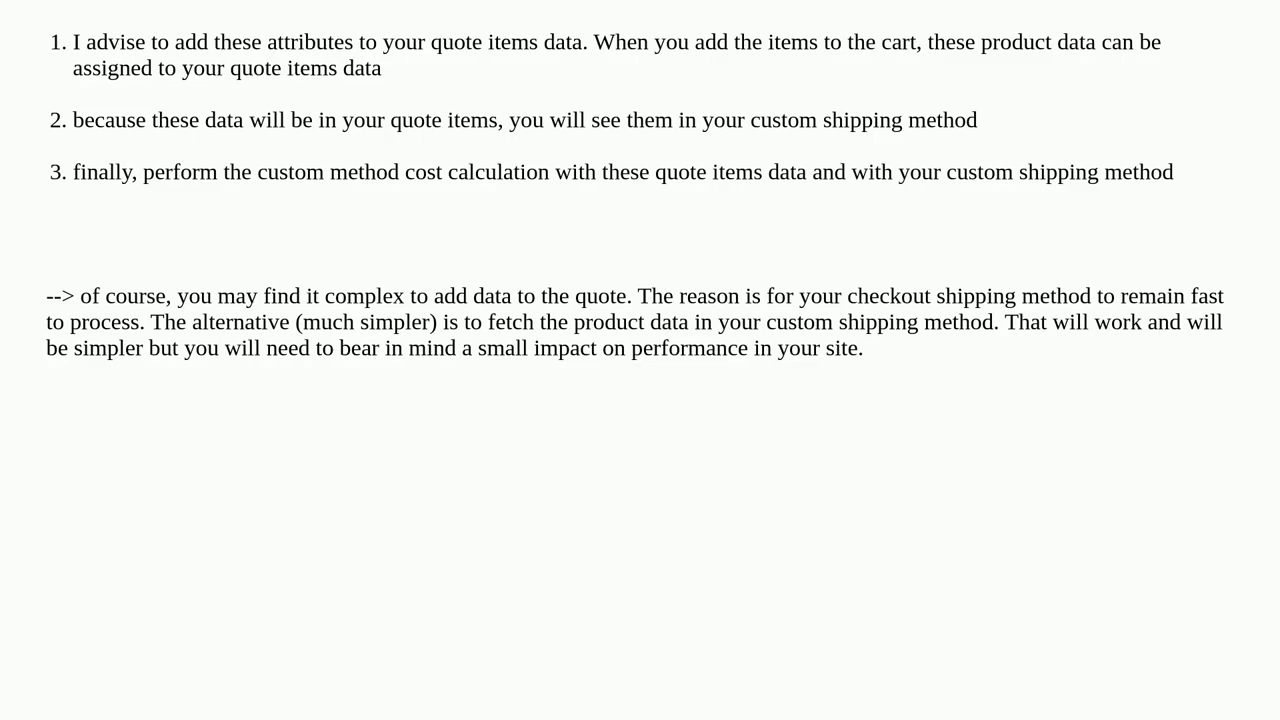 1. I advise to add these attributes to your quote items data. When you add the items to the cart, these product data can be
assigned to your quote items data
2. because these data will be in your quote items, you will see them in your custom shipping method
3. finally, perform the custom method cost calculation with these quote items data and with your custom shipping method
--> of course, you may find it complex to add data to the quote. The reason is for your checkout shipping method to remain fast
to process. The alternative (much simpler) is to fetch the product data in your custom shipping method. That will work and will
be simpler but you will need to bear in mind a small impact on performance in your site.